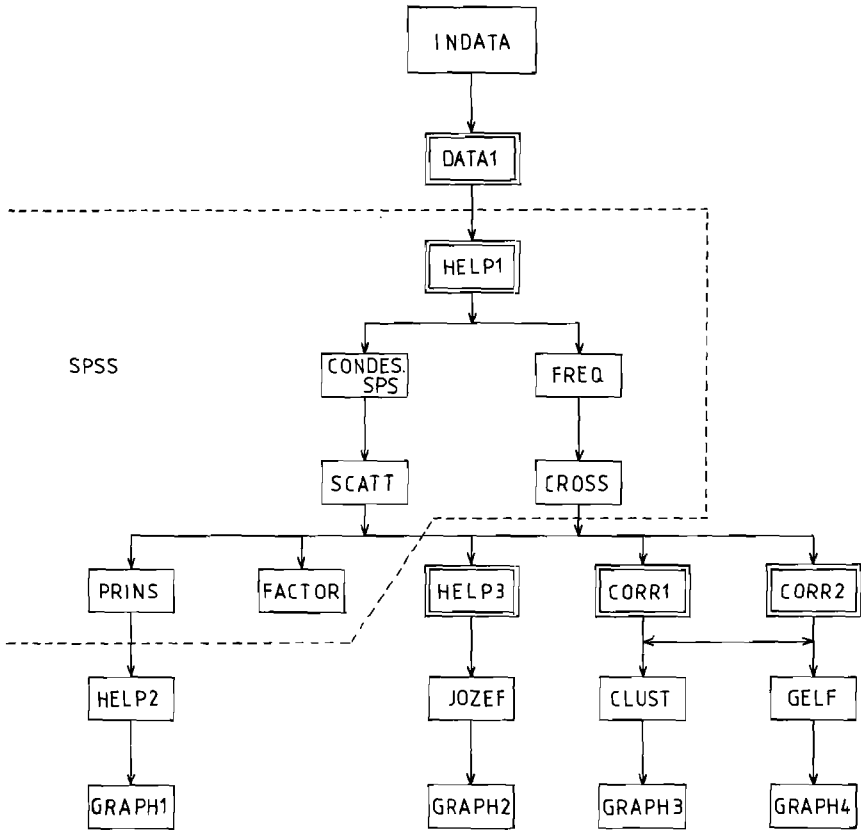 INDATA
DATA1
HELP1
SPSS
CONDES.
SPS
FREQ
SCATT
CROSS
PRINS
FACTOR
HELP3
CORR1
CORR2
HELP2
JOZEF
CLUST
GELF
GRAPH1
GRAPH2
GRAPH3
GRAPH4